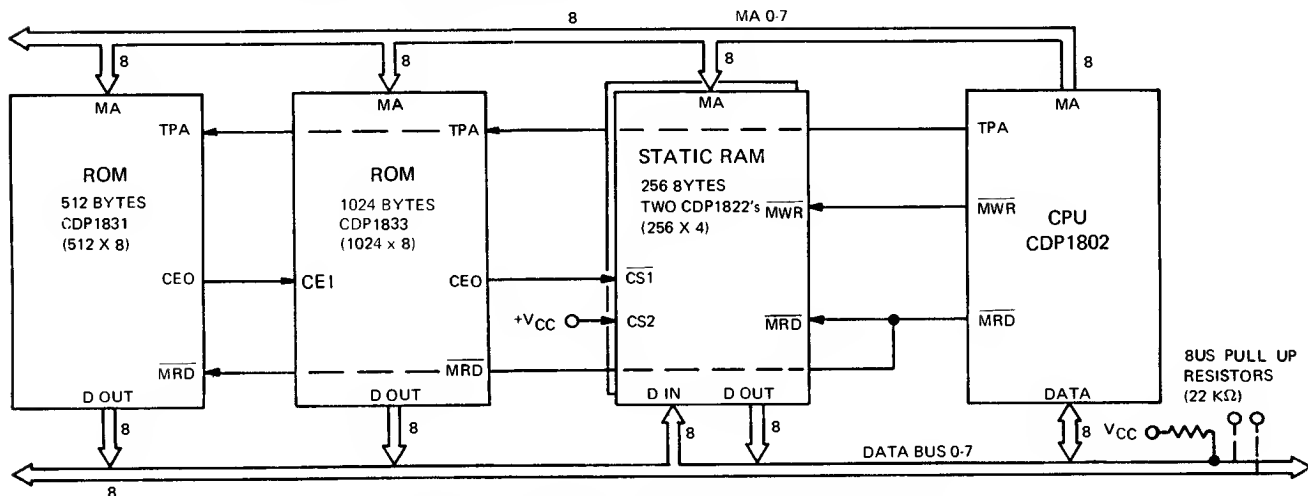 8 MA 0-7
8 8 8 8
MA MA MA MA
TPA TPA TPA
ROM
512 BYTES
CDP1831
(512 X 8)
CEO
MRD
D OUT
8
ROM
1024 BYTES
CDP1833
(1024 x 8)
CE1 CEO
MRD
D OUT
8
STATIC RAM
256 8YTES
TWO CDP1822's
(256 X 4)
MWR
CS1
+VCC CS2
MRD
D IN D OUT
8 8
MWR
CPU
CDP1802
MRD
DATA
8
8US PULL UP
RESISTORS
(22 KΩ)
VCC
DATA BUS 0-7
8